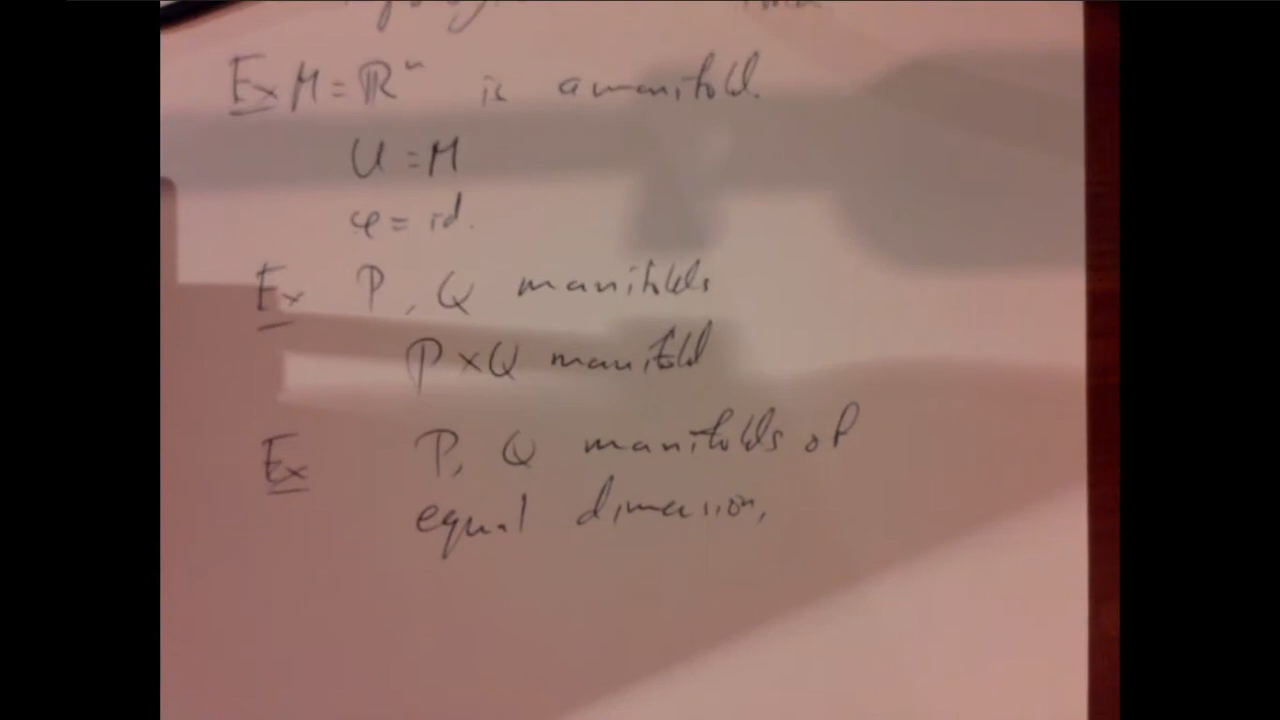 Ex M = ℝⁿ is a manifold.
U = M
φ = id.
Ex P, Q manifolds
P × Q manifold
Ex P, Q manifolds of
equal dimension,